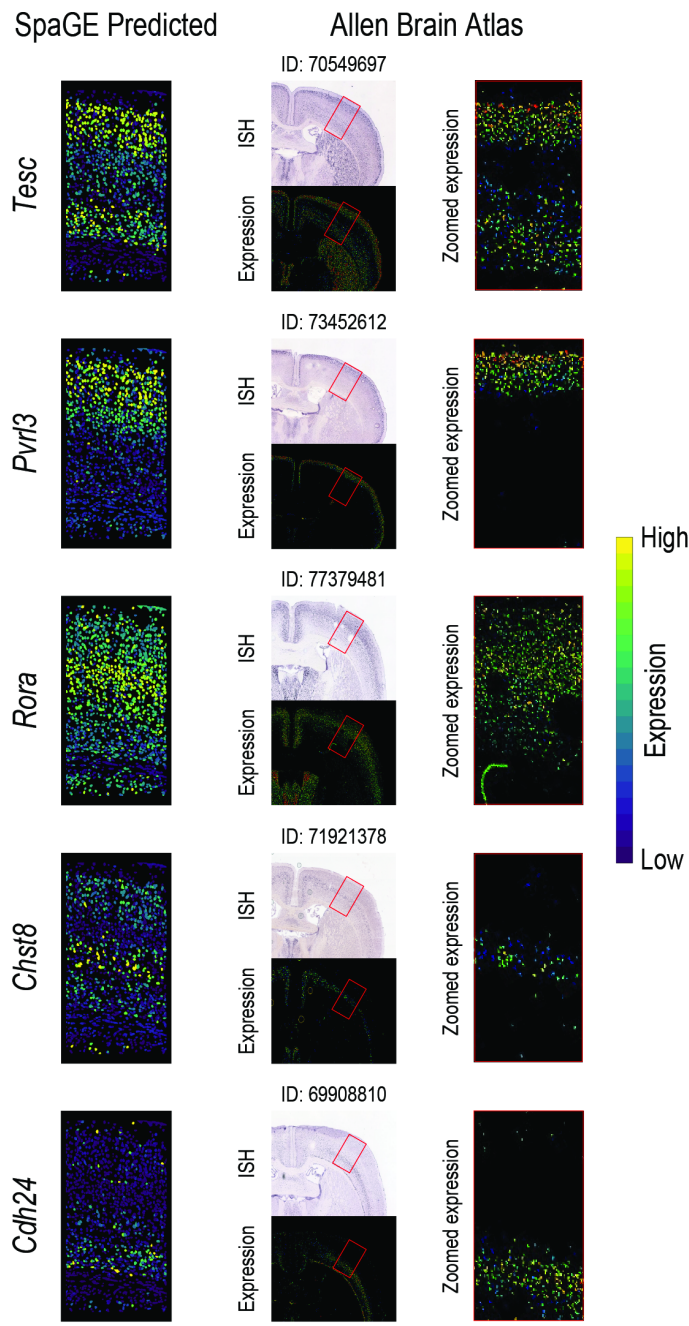 SpaGE Predicted
Allen Brain Atlas
ID: 70549697
Tesc
ISH
Expression
Zoomed expression
ID: 73452612
Pvrl3
ISH
Expression
Zoomed expression
High
Expression
Low
ID: 77379481
Rora
ISH
Expression
Zoomed expression
ID: 71921378
Chst8
ISH
Expression
Zoomed expression
ID: 69908810
Cdh24
ISH
Expression
Zoomed expression